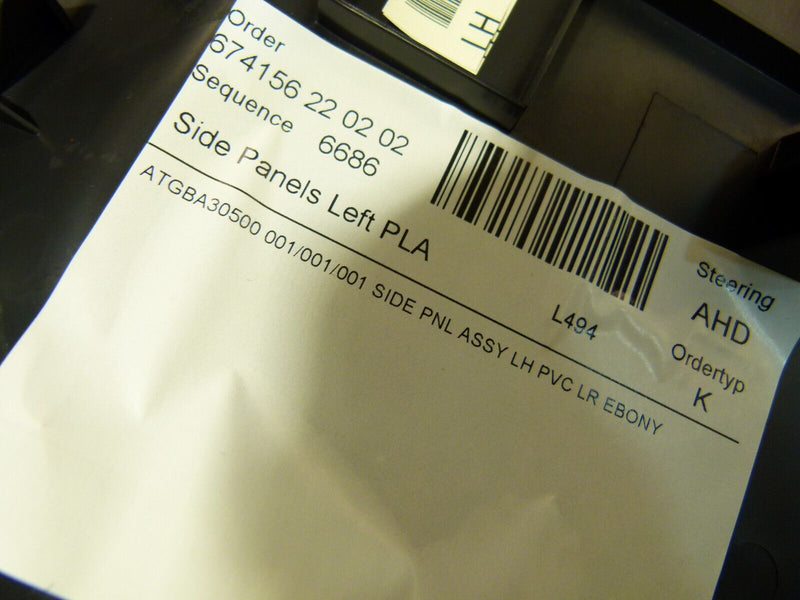 HT
Order
674156 22 02 02
Sequence 6686
Side Panels Left PLA
L494
Steering
AHD
Ordertyp
K
ATGBA30500 001/001/001 SIDE PNL ASSY LH PVC LR EBONY